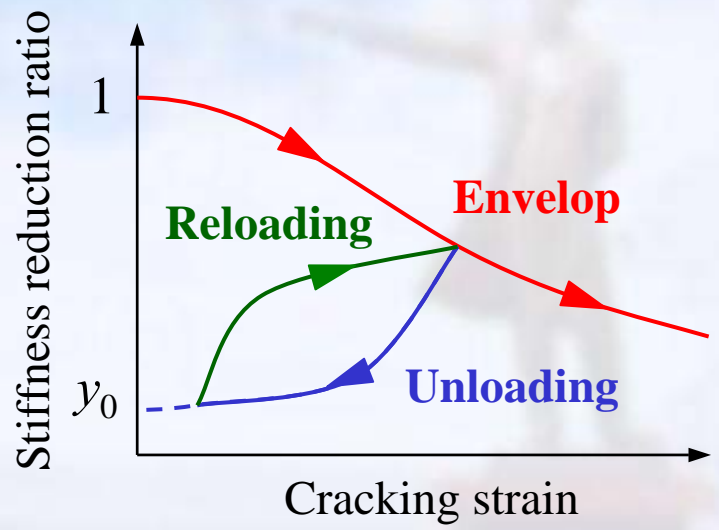 Stiffness reduction ratio
1
Envelop
Reloading
y₀
Unloading
Cracking strain